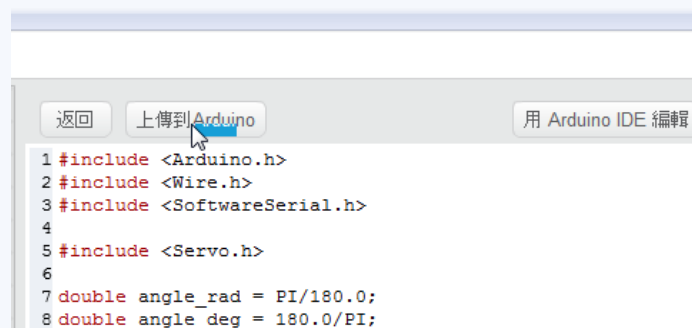 返回 上傳到Arduino 用 Arduino IDE 編輯
1 #include <Arduino.h>
2 #include <Wire.h>
3 #include <SoftwareSerial.h>
4
5 #include <Servo.h>
6
7 double angle_rad = PI/180.0;
8 double angle_deg = 180.0/PI;